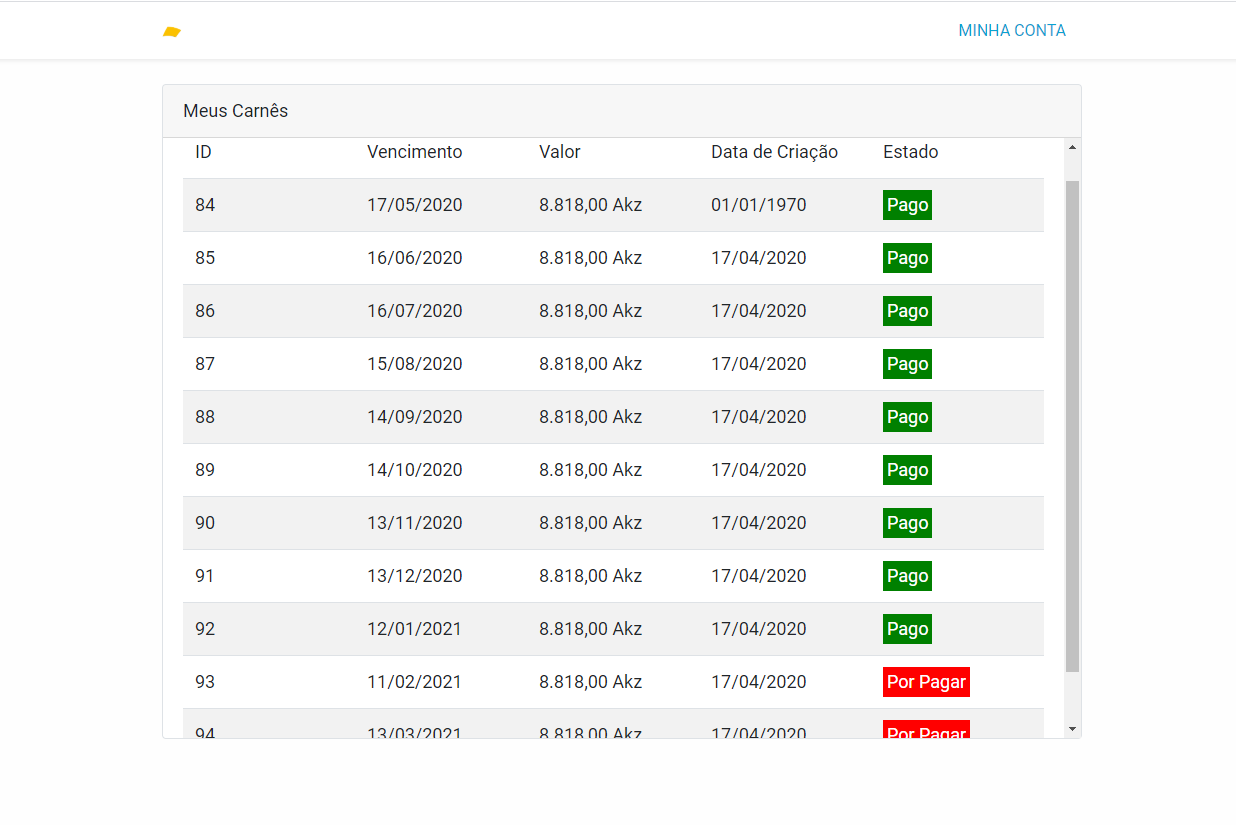 MINHA CONTA
Meus Carnês
ID Vencimento Valor Data de Criação Estado
84 17/05/2020 8.818,00 Akz 01/01/1970 Pago
85 16/06/2020 8.818,00 Akz 17/04/2020 Pago
86 16/07/2020 8.818,00 Akz 17/04/2020 Pago
87 15/08/2020 8.818,00 Akz 17/04/2020 Pago
88 14/09/2020 8.818,00 Akz 17/04/2020 Pago
89 14/10/2020 8.818,00 Akz 17/04/2020 Pago
90 13/11/2020 8.818,00 Akz 17/04/2020 Pago
91 13/12/2020 8.818,00 Akz 17/04/2020 Pago
92 12/01/2021 8.818,00 Akz 17/04/2020 Pago
93 11/02/2021 8.818,00 Akz 17/04/2020 Por Pagar
94 13/03/2021 8.818,00 Akz 17/04/2020 Por Pagar